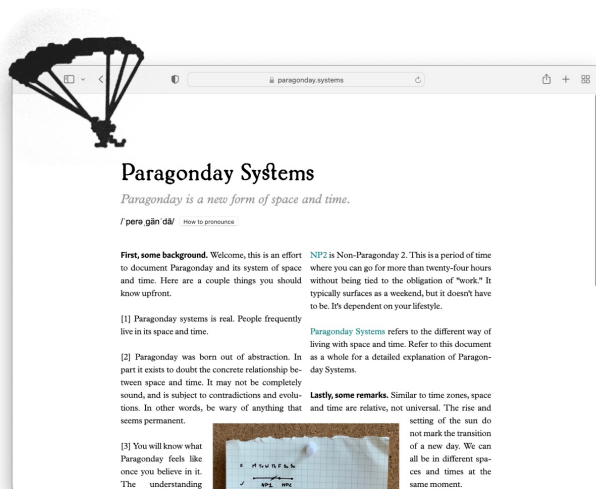 paragonday.systems
Paragonday Systems
Paragonday is a new form of space and time.
/ˈperəˌgänˈdā/ How to pronounce
First, some background. Welcome, this is an effort
to document Paragonday and its system of space
and time. Here are a couple things you should
know upfront.
[1] Paragonday systems is real. People frequently
live in its space and time.
[2] Paragonday was born out of abstraction. In
part it exists to doubt the concrete relationship be-
tween space and time. It may not be completely
sound, and is subject to contradictions and evolu-
tions. In other words, be wary of anything that
seems permanent.
[3] You will know what
Paragonday feels like
once you believe in it.
The understanding
NP2 is Non-Paragonday 2. This is a period of time
where you can go for more than twenty-four hours
without being tied to the obligation of "work." It
typically surfaces as a weekend, but it doesn't have
to be. It's dependent on your lifestyle.
Paragonday Systems refers to the different way of
living with space and time. Refer to this document
as a whole for a detailed explanation of Paragon-
day Systems.
Lastly, some remarks. Similar to time zones, space
and time are relative, not universal. The rise and
setting of the sun do
not mark the transition
of a new day. We can
all be in different spa-
ces and times at the
same moment.
M Tu W Th F Sa Su
NP1 NP2